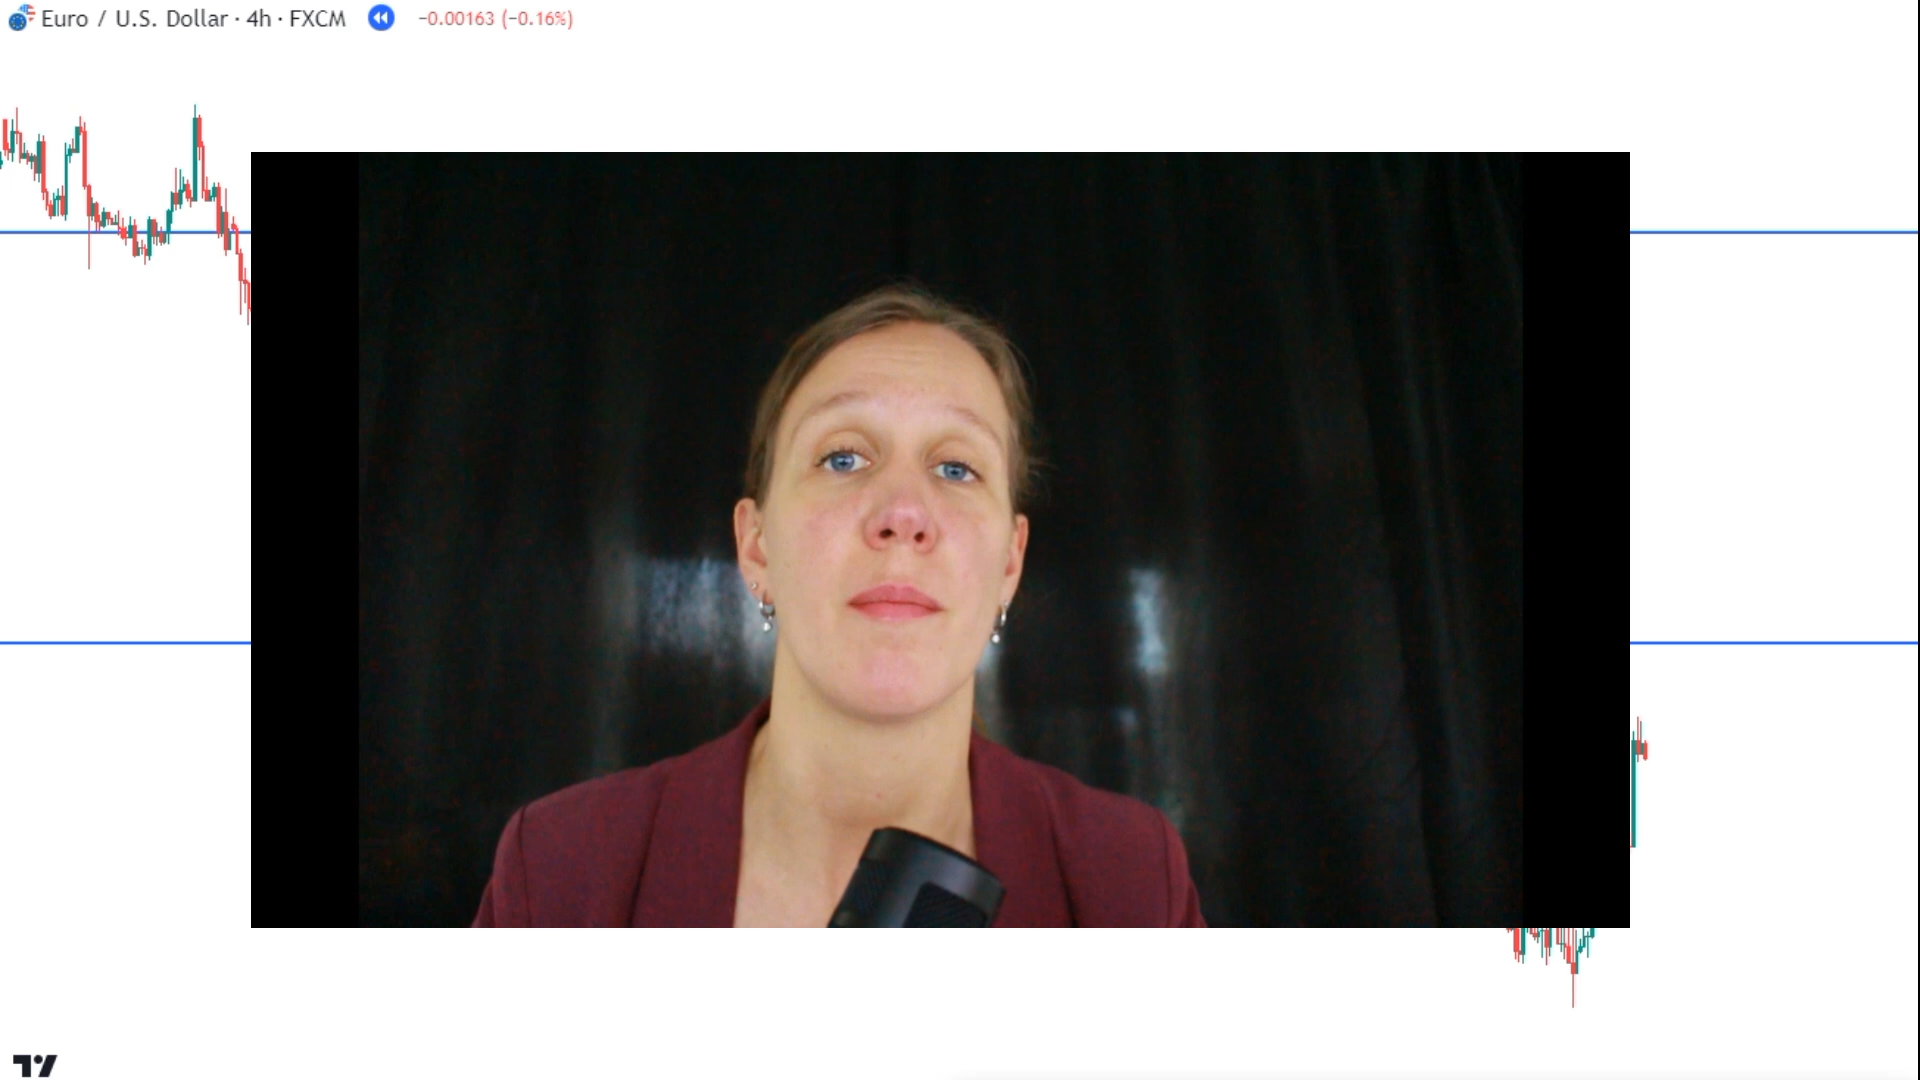 Euro / U.S. Dollar · 4h · FXCM −0.00163 (−0.16%)